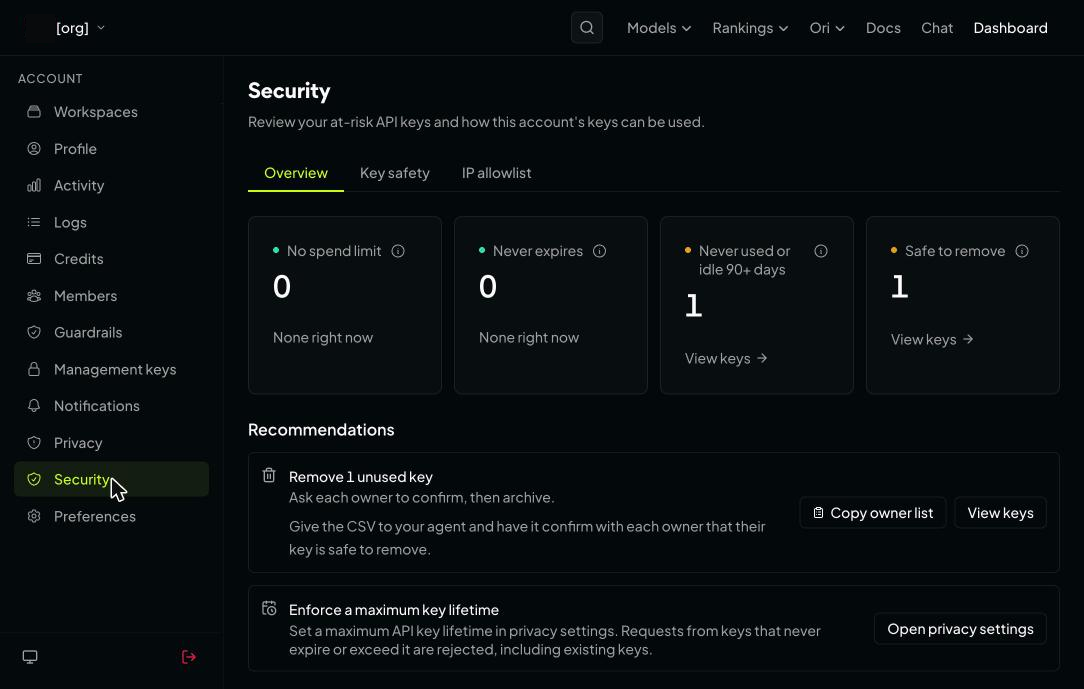 [org]
Models
Rankings
Ori
Docs
Chat
Dashboard
ACCOUNT
Workspaces
Profile
Activity
Logs
Credits
Members
Guardrails
Management keys
Notifications
Privacy
Security
Preferences
Security
Review your at-risk API keys and how this account's keys can be used.
Overview
Key safety
IP allowlist
No spend limit
0
None right now
Never expires
0
None right now
Never used or
idle 90+ days
1
View keys →
Safe to remove
1
View keys →
Recommendations
Remove 1 unused key
Ask each owner to confirm, then archive.
Give the CSV to your agent and have it confirm with each owner that their
key is safe to remove.
Copy owner list
View keys
Enforce a maximum key lifetime
Set a maximum API key lifetime in privacy settings. Requests from keys that never
expire or exceed it are rejected, including existing keys.
Open privacy settings